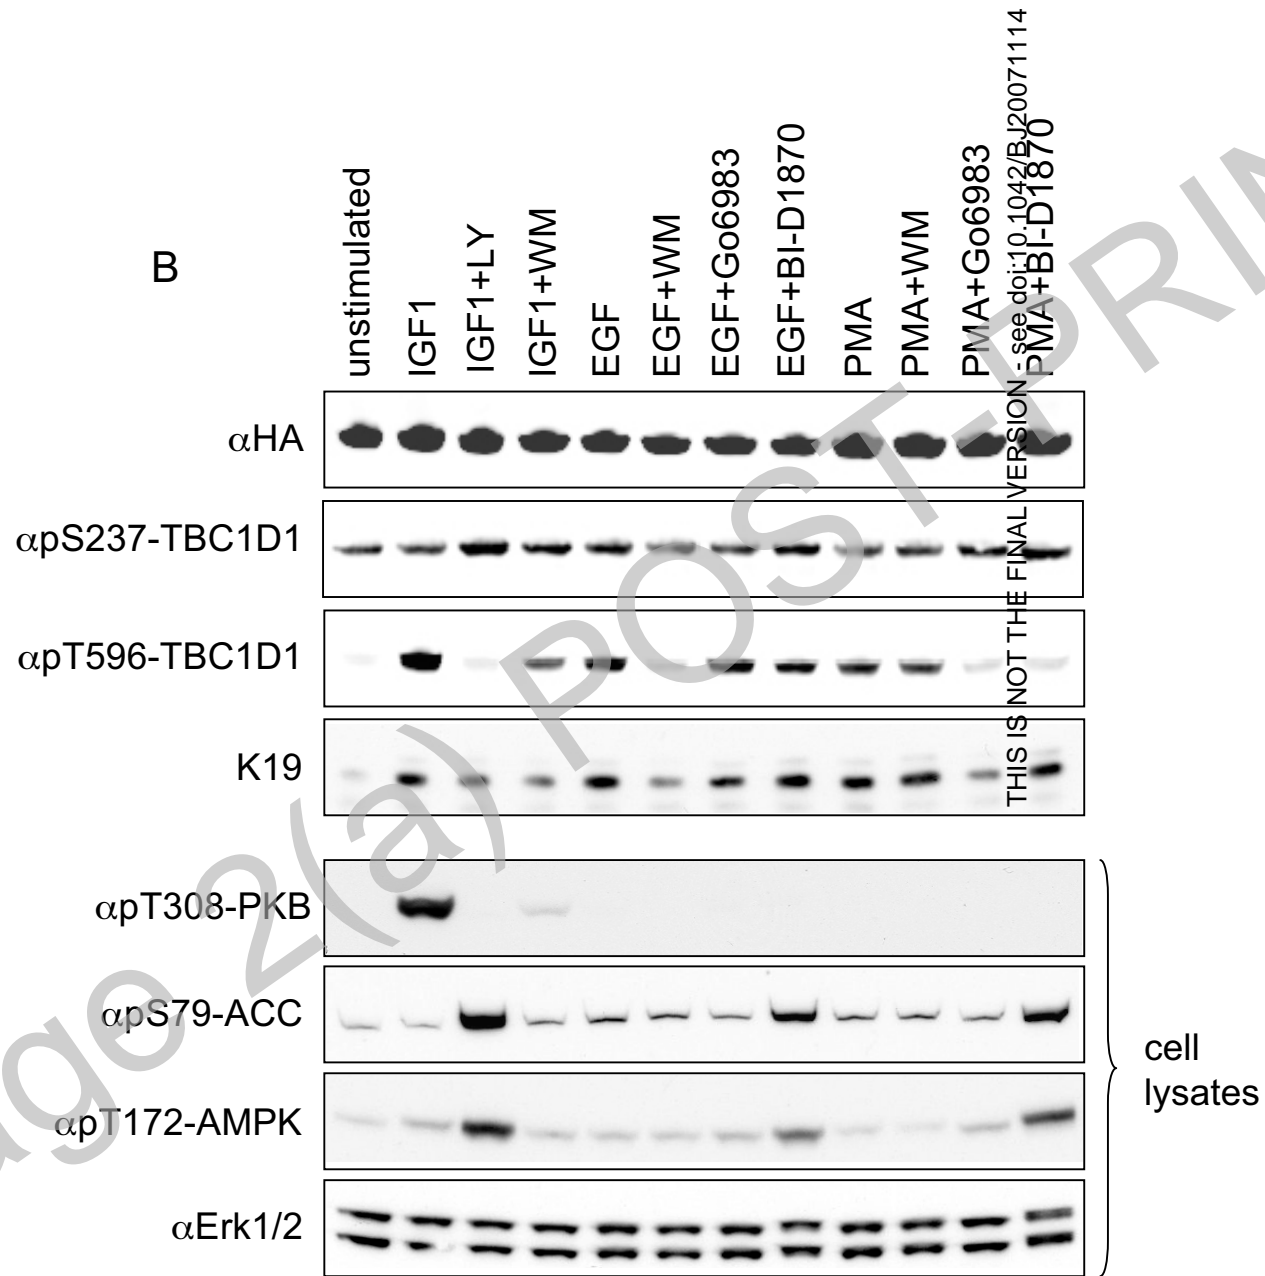 B
unstimulated
IGF1
IGF1+LY
IGF1+WM
EGF
EGF+WM
EGF+Go6983
EGF+BI-D1870
PMA
PMA+WM
PMA+Go6983
PMA+BI-D1870
THIS IS NOT THE FINAL VERSION - see doi:10.1042/BJ20071114
αHA
αpS237-TBC1D1
αpT596-TBC1D1
K19
αpT308-PKB
αpS79-ACC
αpT172-AMPK
αErk1/2
cell
lysates
age 2(a) POST-PRIN